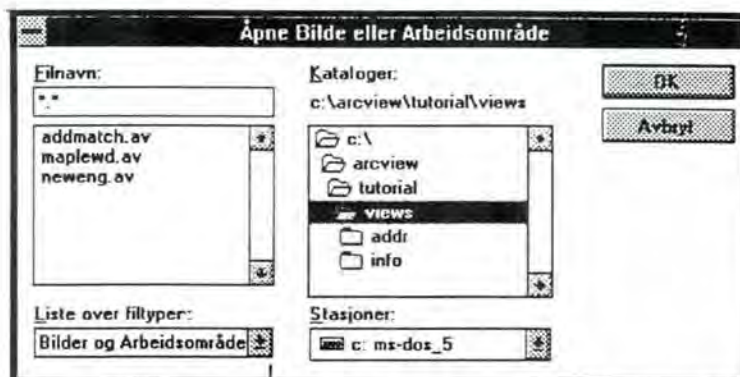 Åpne Bilde eller Arbeidsområde
Filnavn:
*.*
addmatch.av
maplewd.av
neweng.av
Liste over filtyper:
Bilder og Arbeidsområde
Kataloger:
c:\arcview\tutorial\views
c:\
arcview
tutorial
views
addr
info
Stasjoner:
c: ms-dos_5
OK
Avbryt